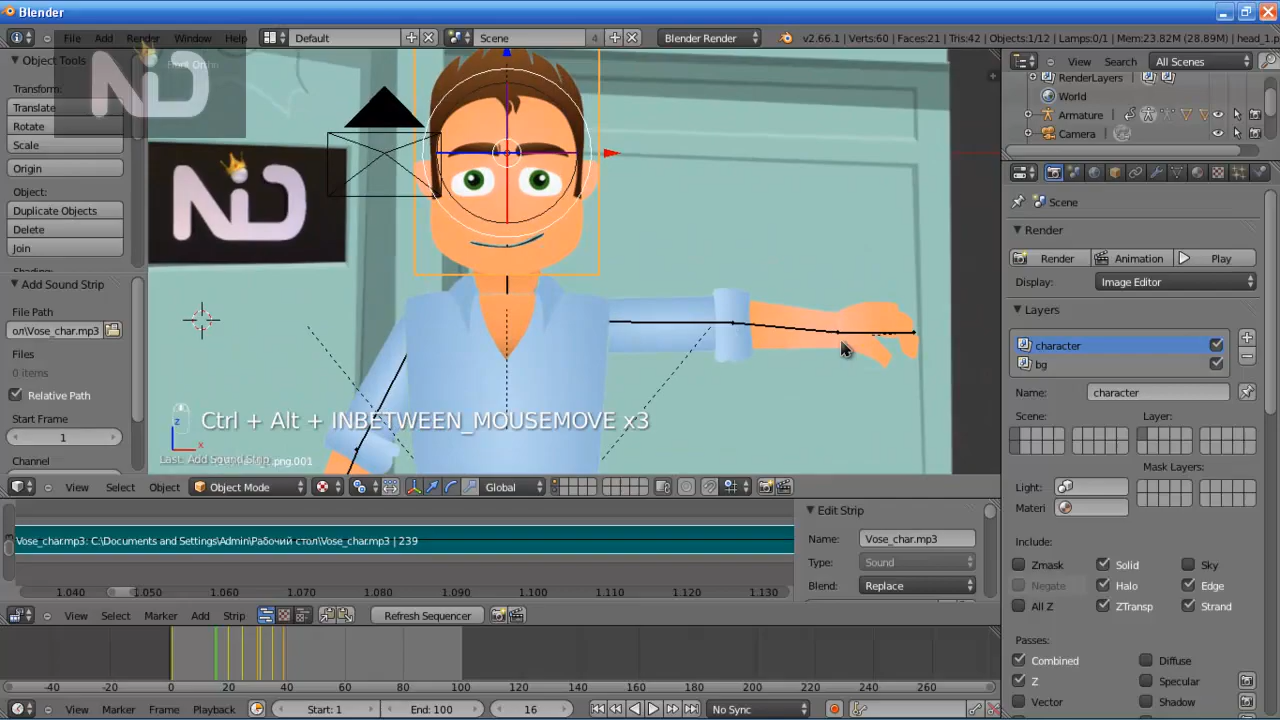 Blender
File Add Render Window Help
Default
Scene
4
Blender Render
v2.66.1 | Verts:60 | Faces:21 | Tris:42 | Objects:1/12 | Lamps:0/1 | Mem:23.82M (28.89M) | head_1.p
Object Tools
Front Ortho
Transform:
Translate
Rotate
Scale
Origin
Object:
Duplicate Objects
Delete
Join
Shading:
Add Sound Strip
File Path
ол\Vose_char.mp3
Files
0 items
Relative Path
Start Frame
1
Channel
ND
ND
Ctrl + Alt + INBETWEEN_MOUSEMOVE x3
z
x
Last: Add Sound Strip
.png.001
View Select Object
Object Mode
Global
Vose_char.mp3: C:\Documents and Settings\Admin\Рабочий стол\Vose_char.mp3 | 239
1.040 1.050 1.060 1.070 1.080 1.090 1.100 1.110 1.120 1.130
View Select Marker Add Strip
Refresh Sequencer
Edit Strip
Name:
Vose_char.mp3
Type:
Sound
Blend:
Replace
-40 -20 0 20 40 60 80 100 120 140 160 180 200 220 240 260
View Marker Frame Playback
Start: 1
End: 100
16
No Sync
View Search
All Scenes
RenderLayers
World
Armature
Camera
Scene
Render
Render
Animation
Play
Display:
Image Editor
Layers
character
bg
Name:
character
Scene:
Layer:
Mask Layers:
Light:
Materi
Include:
Zmask
Solid
Sky
Negate
Halo
Edge
All Z
ZTransp
Strand
Passes:
Combined
Diffuse
Z
Specular
Vector
Shadow